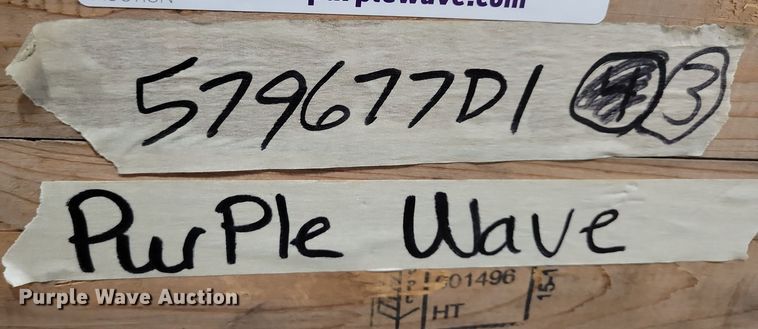 purplewave.com
579677D1 3
PurPle Wave
01496
HT
Purple Wave Auction